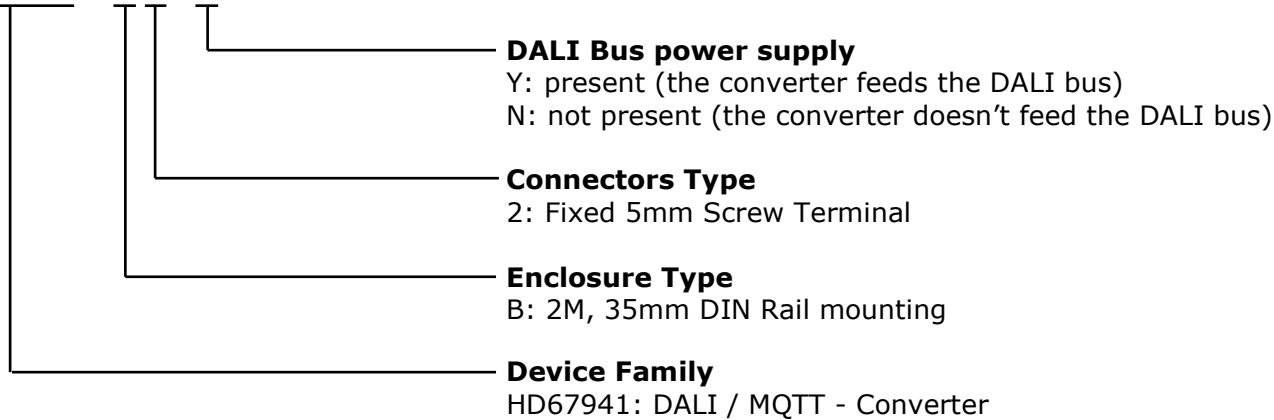 DALI Bus power supply
Y: present (the converter feeds the DALI bus)
N: not present (the converter doesn’t feed the DALI bus)
Connectors Type
2: Fixed 5mm Screw Terminal
Enclosure Type
B: 2M, 35mm DIN Rail mounting
Device Family
HD67941: DALI / MQTT - Converter